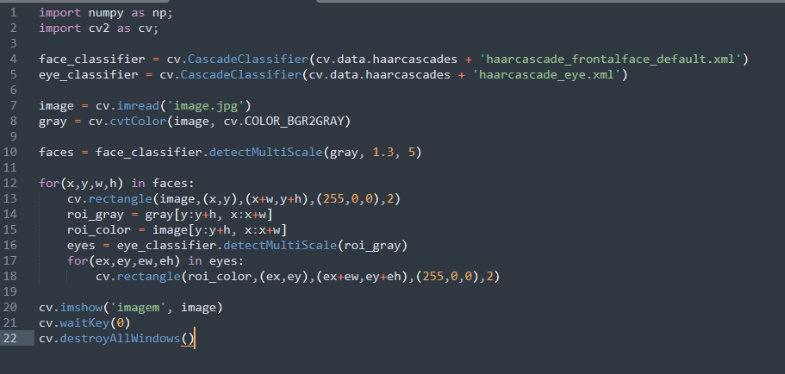 1 import numpy as np;
2 import cv2 as cv;
3
4 face_classifier = cv.CascadeClassifier(cv.data.haarcascades + 'haarcascade_frontalface_default.xml')
5 eye_classifier = cv.CascadeClassifier(cv.data.haarcascades + 'haarcascade_eye.xml')
6
7 image = cv.imread('image.jpg')
8 gray = cv.cvtColor(image, cv.COLOR_BGR2GRAY)
9
10 faces = face_classifier.detectMultiScale(gray, 1.3, 5)
11
12 for(x,y,w,h) in faces:
13     cv.rectangle(image,(x,y),(x+w,y+h),(255,0,0),2)
14     roi_gray = gray[y:y+h, x:x+w]
15     roi_color = image[y:y+h, x:x+w]
16     eyes = eye_classifier.detectMultiScale(roi_gray)
17     for(ex,ey,ew,eh) in eyes:
18         cv.rectangle(roi_color,(ex,ey),(ex+ew,ey+eh),(255,0,0),2)
19
20 cv.imshow('imagem', image)
21 cv.waitKey(0)
22 cv.destroyAllWindows()